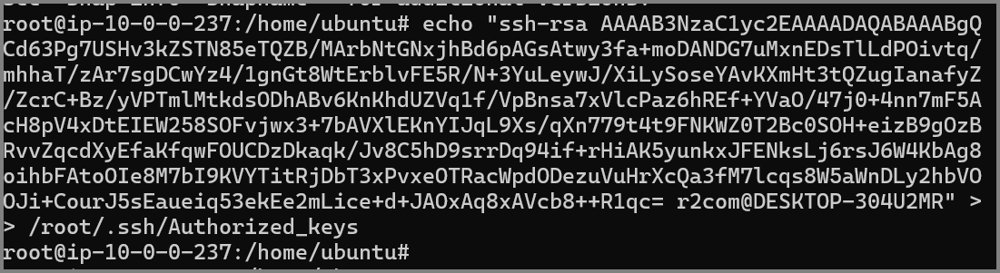 root@ip-10-0-0-237:/home/ubuntu# echo "ssh-rsa AAAAB3NzaC1yc2EAAAADAQABAAABgQ
Cd63Pg7USHv3kZSTN85eTQZB/MArbNtGNxjhBd6pAGsAtwy3fa+moDANDG7uMxnEDsTlLdPOivtq/
mhhaT/zAr7sgDCwYz4/1gnGt8WtErblvFE5R/N+3YuLeywJ/XiLySoseYAvKXmHt3tQZugIanafyZ
/ZcrC+Bz/yVPTmlMtkdsODhABv6KnKhdUZVq1f/VpBnsa7xVlcPaz6hREf+YVaO/47j0+4nn7mF5A
cH8pV4xDtEIEW258SOFvjwx3+7bAVXlEKnYIJqL9Xs/qXn779t4t9FNKWZ0T2Bc0SOH+eizB9gOzB
RvvZqcdXyEfaKfqwFOUCDzDkaqk/Jv8C5hD9srrDq94if+rHiAK5yunkxJFENksLj6rsJ6W4KbAg8
oihbFAtoOIe8M7bI9KVYTitRjDbT3xPvxeOTRacWpdODezuVuHrXcQa3fM7lcqs8W5aWnDLy2hbVO
OJi+CourJ5sEaueiq53ekEe2mLice+d+JAOxAq8xAVcb8++R1qc= r2com@DESKTOP-304U2MR" >
> /root/.ssh/Authorized_keys
root@ip-10-0-0-237:/home/ubuntu#